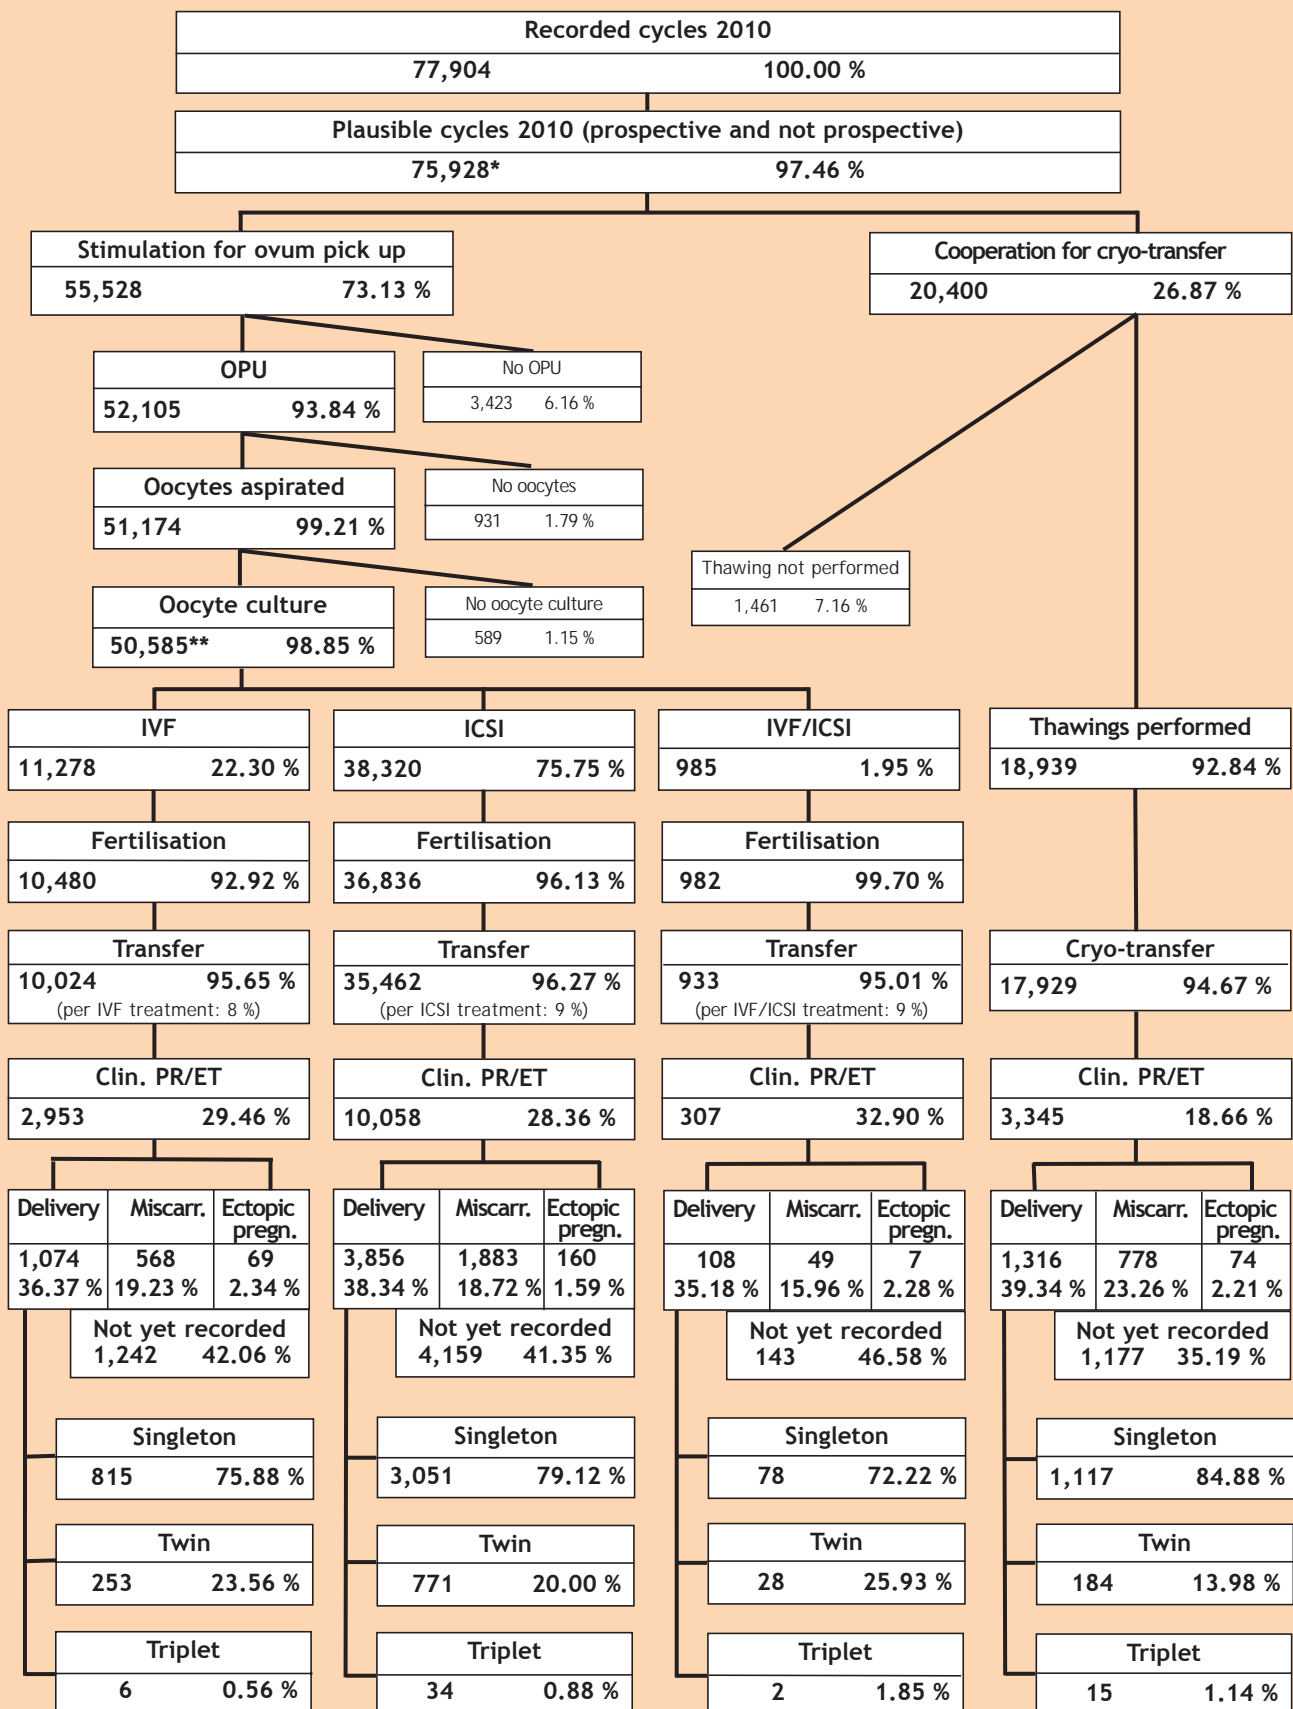 Recorded cycles 2010
77,904 100.00 %
Plausible cycles 2010 (prospective and not prospective)
75,928* 97.46 %
Stimulation for ovum pick up
55,528 73.13 %
Cooperation for cryo-transfer
20,400 26.87 %
OPU
52,105 93.84 %
No OPU
3,423 6.16 %
Oocytes aspirated
51,174 99.21 %
No oocytes
931 1.79 %
Thawing not performed
1,461 7.16 %
Oocyte culture
50,585** 98.85 %
No oocyte culture
589 1.15 %
IVF
11,278 22.30 %
ICSI
38,320 75.75 %
IVF/ICSI
985 1.95 %
Thawings performed
18,939 92.84 %
Fertilisation
10,480 92.92 %
Fertilisation
36,836 96.13 %
Fertilisation
982 99.70 %
Transfer
10,024 95.65 %
(per IVF treatment: 8 %)
Transfer
35,462 96.27 %
(per ICSI treatment: 9 %)
Transfer
933 95.01 %
(per IVF/ICSI treatment: 9 %)
Cryo-transfer
17,929 94.67 %
Clin. PR/ET
2,953 29.46 %
Clin. PR/ET
10,058 28.36 %
Clin. PR/ET
307 32.90 %
Clin. PR/ET
3,345 18.66 %
Delivery Miscarr. Ectopic
pregn.
1,074 568 69
36.37 % 19.23 % 2.34 %
Not yet recorded
1,242 42.06 %
Delivery Miscarr. Ectopic
pregn.
3,856 1,883 160
38.34 % 18.72 % 1.59 %
Not yet recorded
4,159 41.35 %
Delivery Miscarr. Ectopic
pregn.
108 49 7
35.18 % 15.96 % 2.28 %
Not yet recorded
143 46.58 %
Delivery Miscarr. Ectopic
pregn.
1,316 778 74
39.34 % 23.26 % 2.21 %
Not yet recorded
1,177 35.19 %
Singleton
815 75.88 %
Singleton
3,051 79.12 %
Singleton
78 72.22 %
Singleton
1,117 84.88 %
Twin
253 23.56 %
Twin
771 20.00 %
Twin
28 25.93 %
Twin
184 13.98 %
Triplet
6 0.56 %
Triplet
34 0.88 %
Triplet
2 1.85 %
Triplet
15 1.14 %